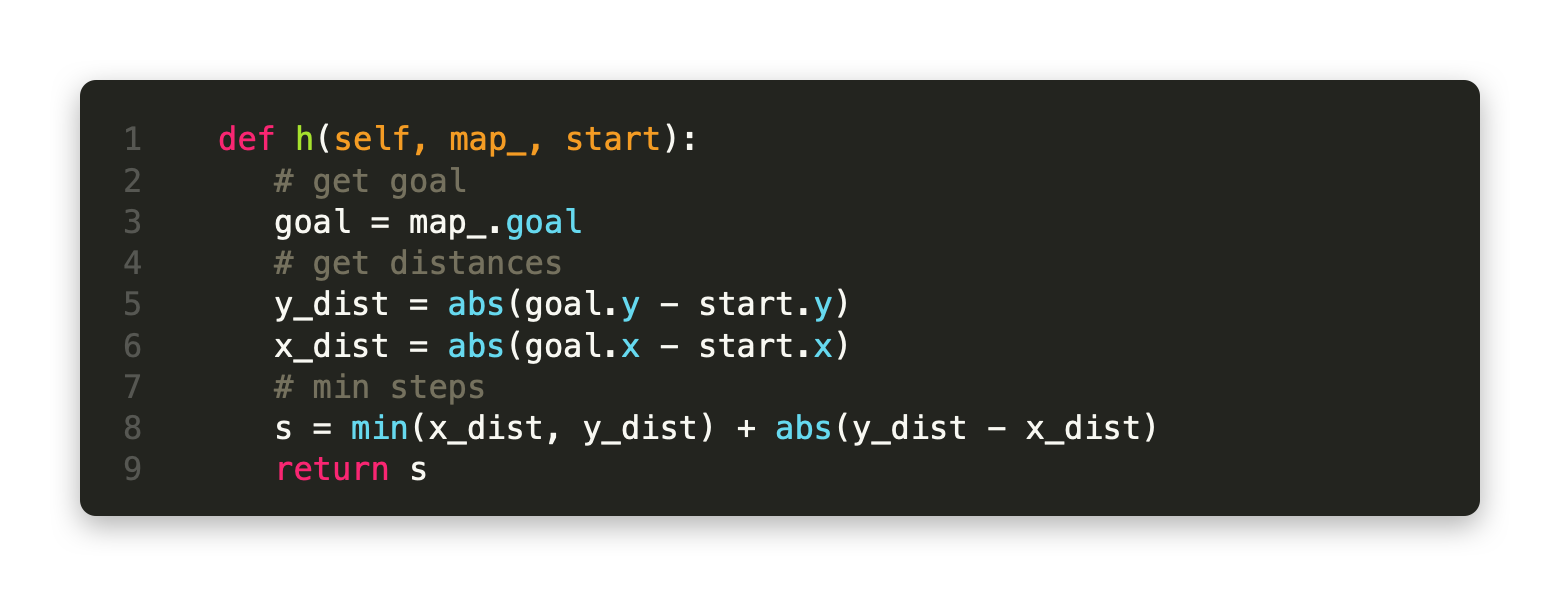 1 def h(self, map_, start):
2 # get goal
3 goal = map_.goal
4 # get distances
5 y_dist = abs(goal.y - start.y)
6 x_dist = abs(goal.x - start.x)
7 # min steps
8 s = min(x_dist, y_dist) + abs(y_dist - x_dist)
9 return s